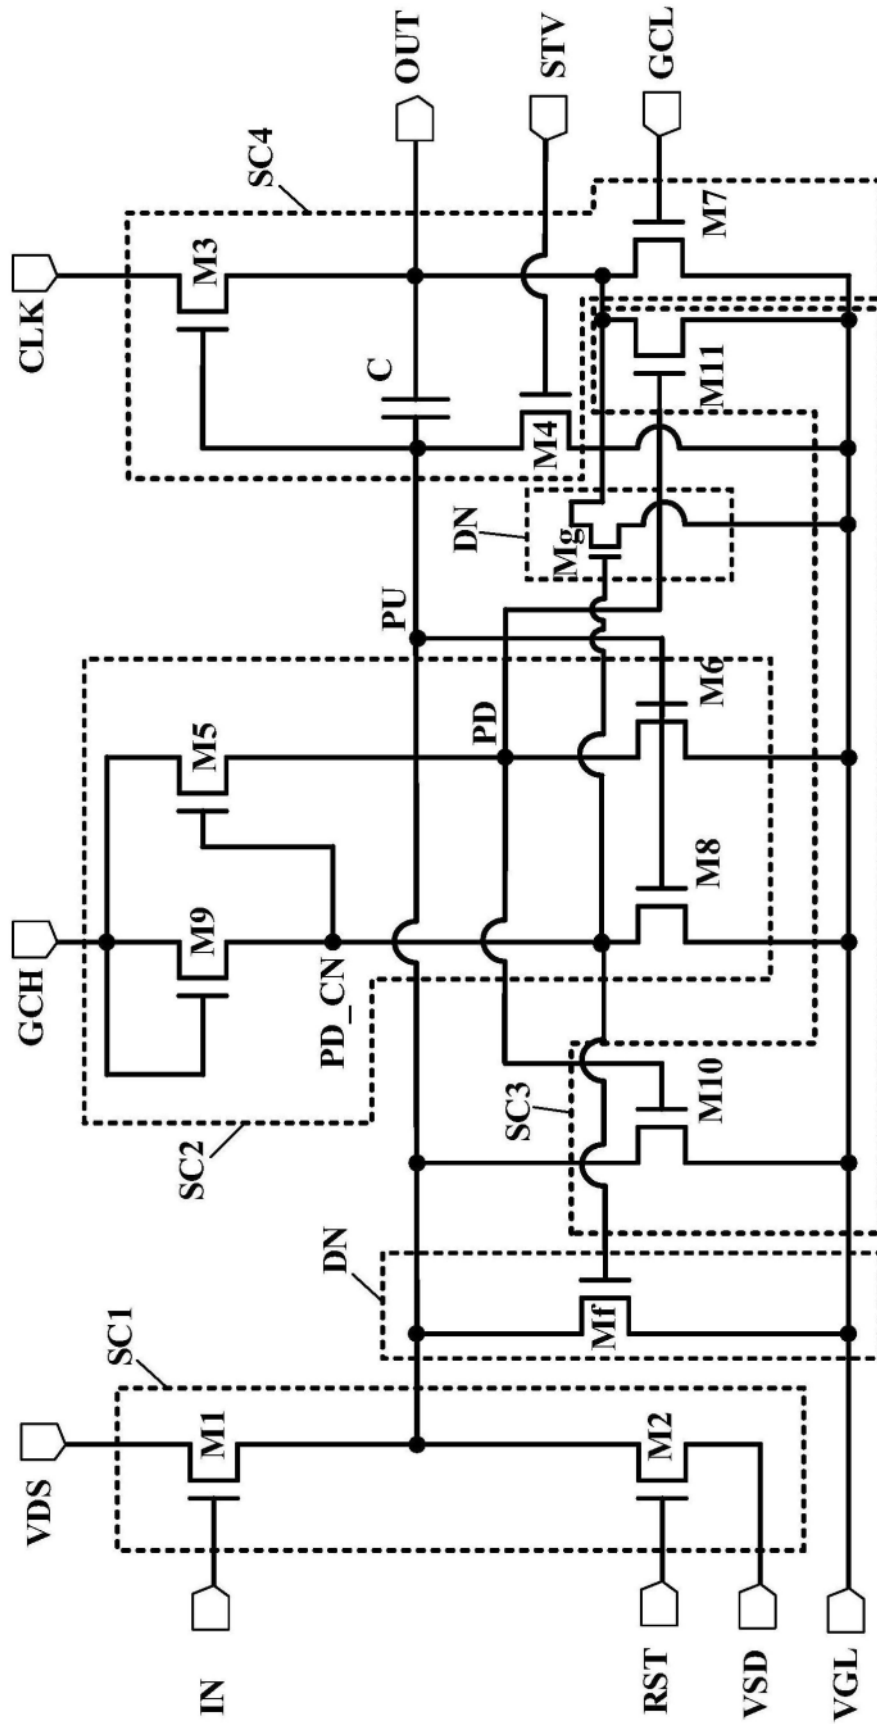 CLK
SC4
M3
OUT
C
STV
GCL
M4
M7
M11
DN
Mg
PU
GCH
M5
M9
PD
M6
M8
PD_CN
SC2
SC3
M10
DN
Mf
SC1
VDS
M1
M2
IN
RST
VSD
VGL